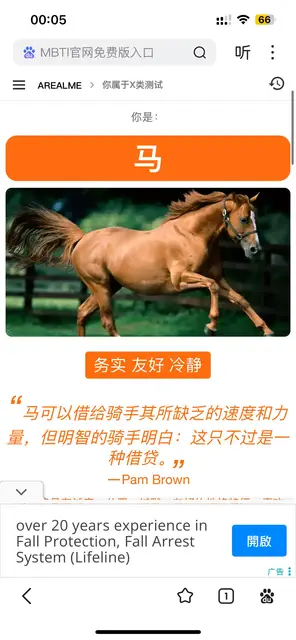 00:05
66
MBTI官网免费版入口
听
AREALME > 你属于X类测试
你是：
马
务实 友好 冷静
“马可以借给骑手其所缺乏的速度和力
量，但明智的骑手明白：这只不过是一
种借贷。”
—Pam Brown
over 20 years experience in
Fall Protection, Fall Arrest
System (Lifeline)
開啟
广告
1
du